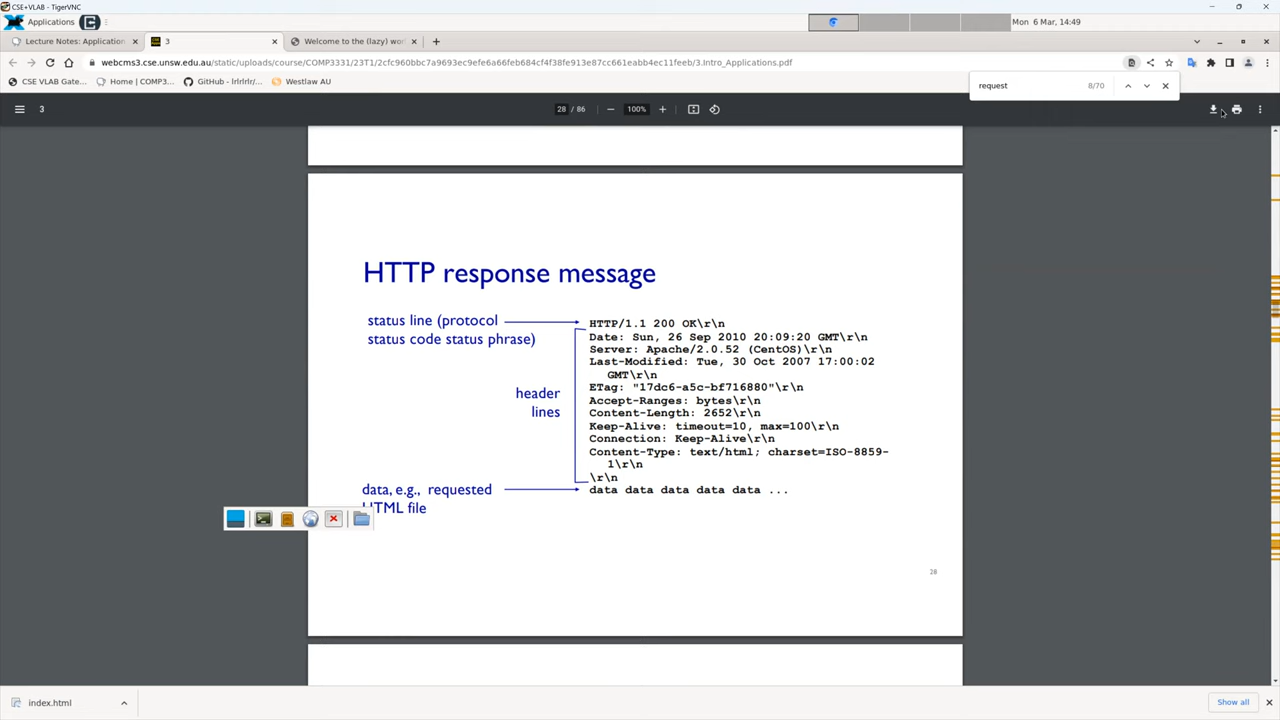 CSE+VLAB - TigerVNC
Applications
Mon 6 Mar, 14:49
Lecture Notes: Application
3
Welcome to the (lazy) wor
webcms3.cse.unsw.edu.au/static/uploads/course/COMP3331/23T1/2cfc960bbc7a9693ec9efe6a66feb684cf4f38fe913e87cc661eabb4ec11feeb/3.Intro_Applications.pdf
CSE VLAB Gate...
Home | COMP3...
GitHub - lrlrlrlr/...
Westlaw AU
request
8/70
3
28 / 86
100%
HTTP response message
status line (protocol
status code status phrase)
header
lines
data, e.g., requested
HTML file
HTTP/1.1 200 OK\r\n
Date: Sun, 26 Sep 2010 20:09:20 GMT\r\n
Server: Apache/2.0.52 (CentOS)\r\n
Last-Modified: Tue, 30 Oct 2007 17:00:02
GMT\r\n
ETag: "17dc6-a5c-bf716880"\r\n
Accept-Ranges: bytes\r\n
Content-Length: 2652\r\n
Keep-Alive: timeout=10, max=100\r\n
Connection: Keep-Alive\r\n
Content-Type: text/html; charset=ISO-8859-
1\r\n
\r\n
data data data data data ...
28
index.html
Show all